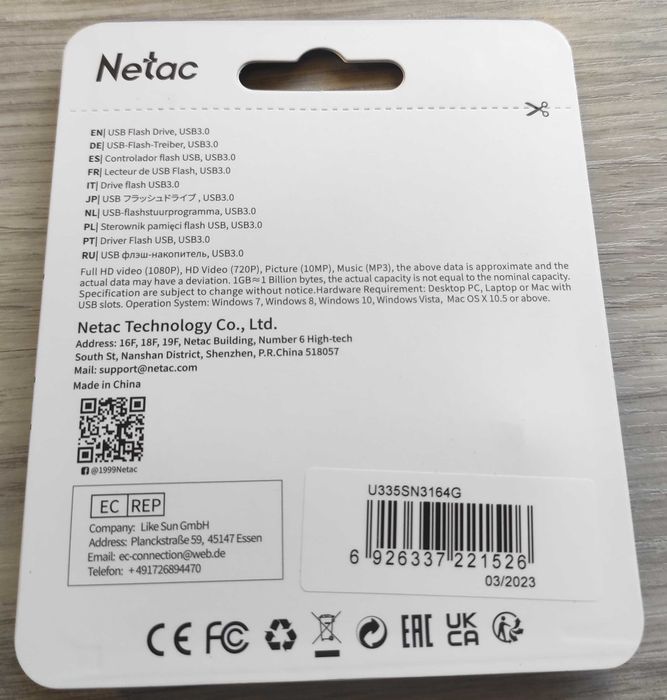 Netac
EN| USB Flash Drive, USB3.0
DE| USB-Flash-Treiber, USB3.0
ES| Controlador flash USB, USB3.0
FR| Lecteur de USB Flash, USB3.0
IT| Drive flash USB3.0
JP| USB フラッシュドライブ , USB3.0
NL| USB-flashstuurprogramma, USB3.0
PL| Sterownik pamięci flash USB, USB3.0
PT| Driver Flash USB, USB3.0
RU| USB флэш-накопитель, USB3.0
Full HD video (1080P), HD Video (720P), Picture (10MP), Music (MP3), the above data is approximate and the
actual data may have a deviation. 1GB≈1 Billion bytes, the actual capacity is not equal to the nominal capacity.
Specification are subject to change without notice.Hardware Requirement: Desktop PC, Laptop or Mac with
USB slots. Operation System: Windows 7, Windows 8, Windows 10, Windows Vista, Mac OS X 10.5 or above.
Netac Technology Co., Ltd.
Address: 16F, 18F, 19F, Netac Building, Number 6 High-tech
South St, Nanshan District, Shenzhen, P.R.China 518057
Mail: support@netac.com
Made in China
@1999Netac
EC REP
Company: Like Sun GmbH
Address: Planckstraße 59, 45147 Essen
Email: ec-connection@web.de
Telefon: +491726894470
U335SN3164G
6 926337 221526
03/2023
CE FC EAC UK
CA